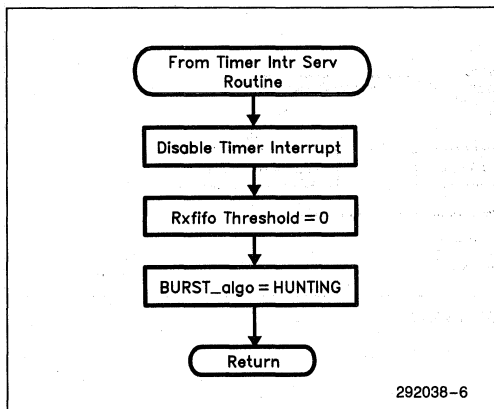 From Timer Intr Serv
Routine
Disable Timer Interrupt
Rxfifo Threshold = 0
BURST_algo = HUNTING
Return
292038-6